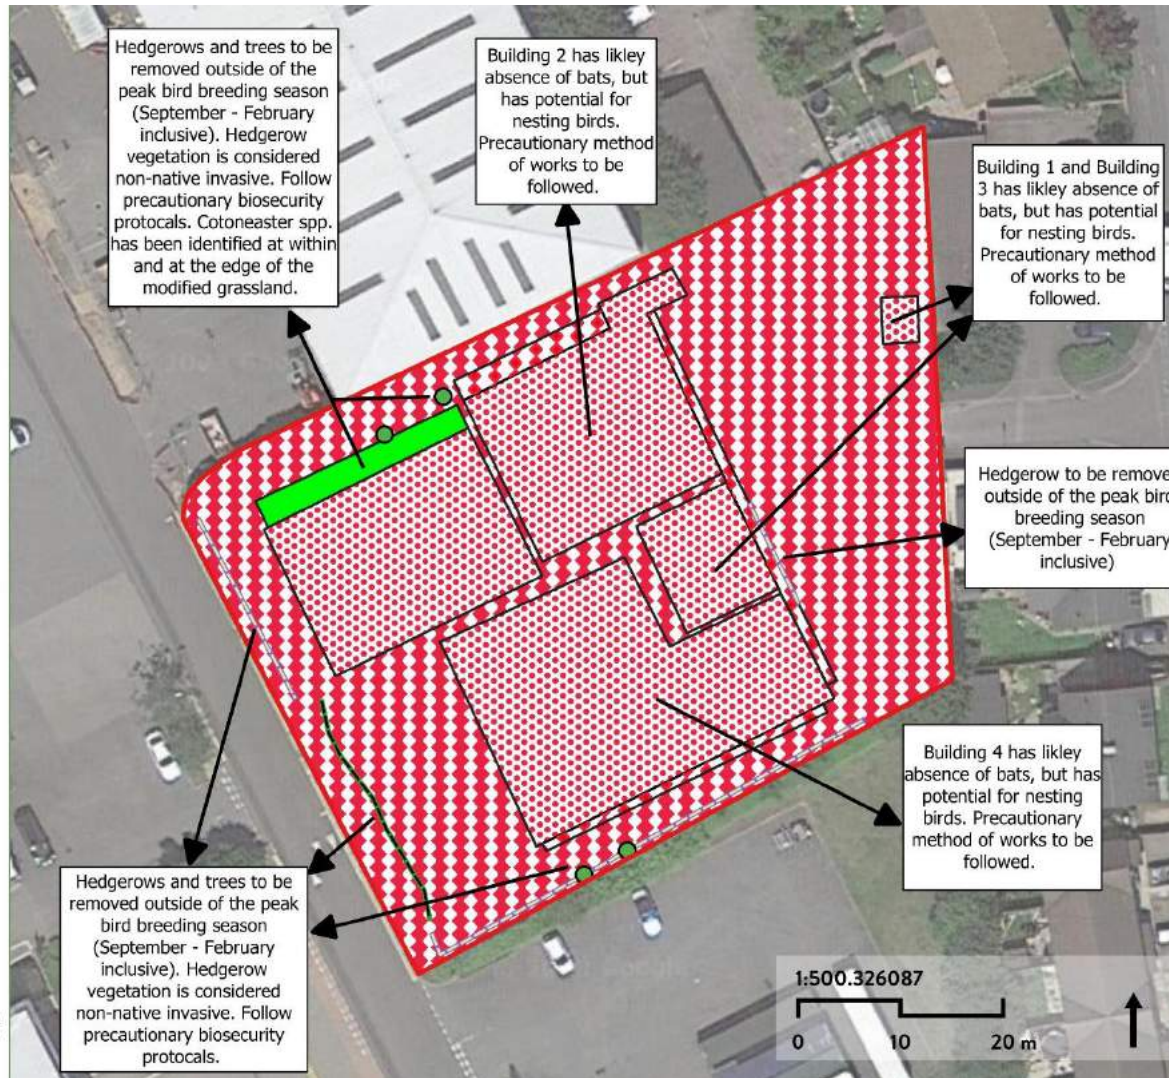 Hedgerows and trees to be
removed outside of the
peak bird breeding season
(September - February
inclusive). Hedgerow
vegetation is considered
non-native invasive. Follow
precautionary biosecurity
protocals. Cotoneaster spp.
has been identified at within
and at the edge of the
modified grassland.
Building 2 has likley
absence of bats, but
has potential for
nesting birds.
Precautionary method
of works to be
followed.
Building 1 and Building
3 has likley absence of
bats, but has potential
for nesting birds.
Precautionary method
of works to be
followed.
Hedgerow to be remove
outside of the peak bird
breeding season
(September - February
inclusive)
Building 4 has likley
absence of bats, but has
potential for nesting
birds. Precautionary
method of works to be
followed.
Hedgerows and trees to be
removed outside of the peak
bird breeding season
(September - February
inclusive). Hedgerow
vegetation is considered
non-native invasive. Follow
precautionary biosecurity
protocals.
1:500.326087
0 10 20 m